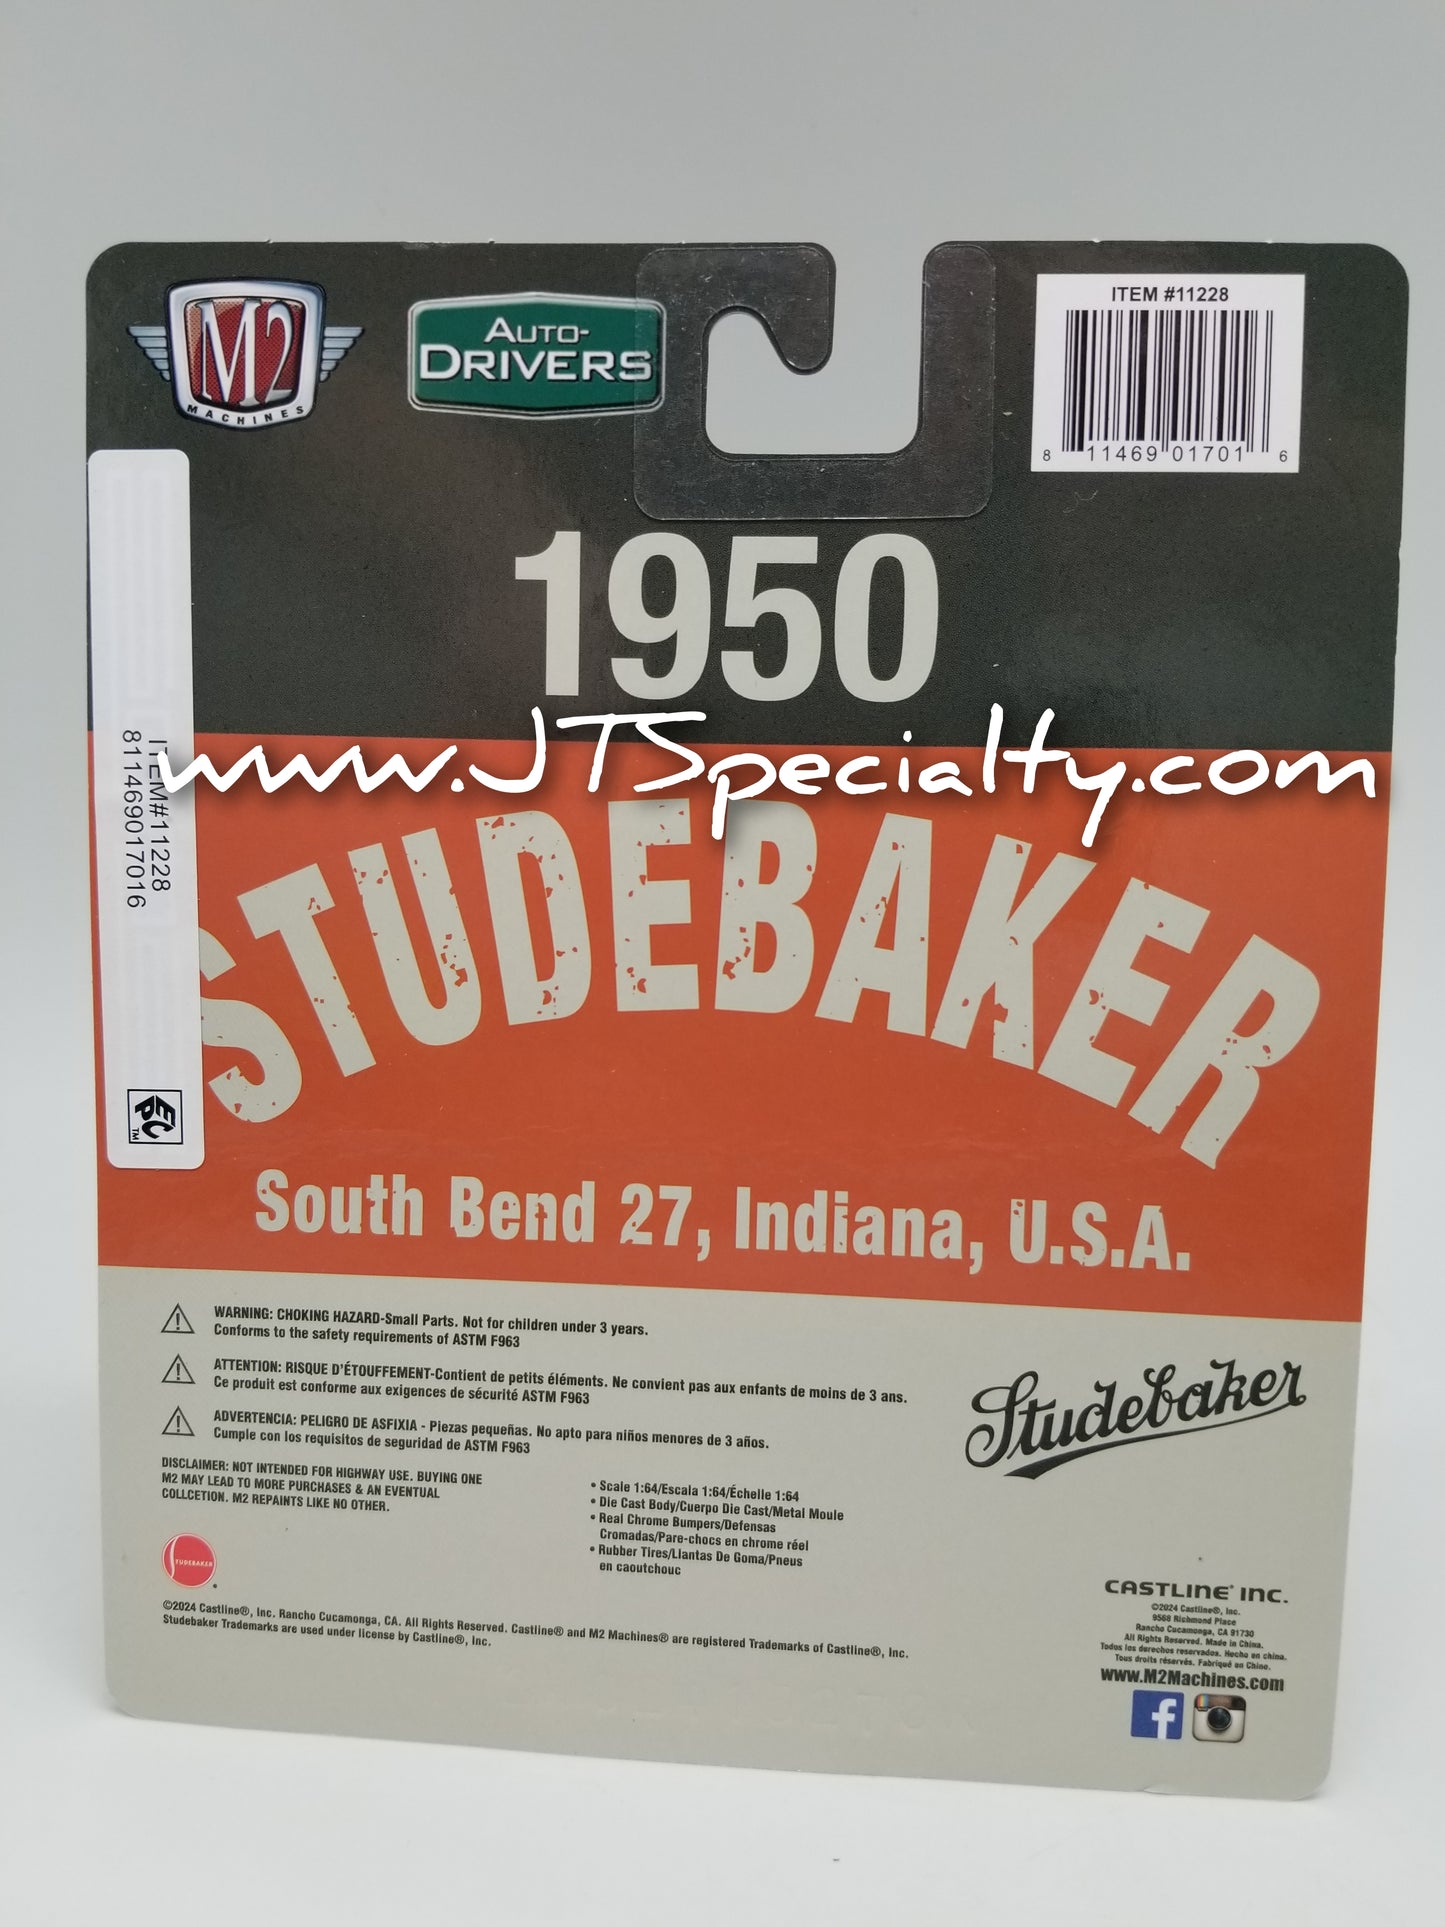 M2
MACHINES
AUTO-
DRIVERS
ITEM #11228
8 11469 01701 6
1950
www.JTSpecialty.com
ITEM#11228
811469017016
EPC
TM
STUDEBAKER
South Bend 27, Indiana, U.S.A.
WARNING: CHOKING HAZARD-Small Parts. Not for children under 3 years.
Conforms to the safety requirements of ASTM F963
ATTENTION: RISQUE D'ÉTOUFFEMENT-Contient de petits éléments. Ne convient pas aux enfants de moins de 3 ans.
Ce produit est conforme aux exigences de sécurité ASTM F963
ADVERTENCIA: PELIGRO DE ASFIXIA - Piezas pequeñas. No apto para niños menores de 3 años.
Cumple con los requisitos de seguridad de ASTM F963
Studebaker
DISCLAIMER: NOT INTENDED FOR HIGHWAY USE. BUYING ONE
M2 MAY LEAD TO MORE PURCHASES & AN EVENTUAL
COLLCETION. M2 REPAINTS LIKE NO OTHER.
• Scale 1:64/Escala 1:64/Échelle 1:64
• Die Cast Body/Cuerpo Die Cast/Metal Moule
• Real Chrome Bumpers/Defensas
Cromadas/Pare-chocs en chrome réel
• Rubber Tires/Llantas De Goma/Pneus
en caoutchouc
STUDEBAKER
©2024 Castline®, Inc. Rancho Cucamonga, CA. All Rights Reserved. Castline® and M2 Machines® are registered Trademarks of Castline®, Inc.
Studebaker Trademarks are used under license by Castline®, Inc.
CASTLINE® INC.
©2024 Castline®, Inc.
9568 Richmond Place
Rancho Cucamonga, CA 91730
All Rights Reserved. Made in China.
Todos los derechos reservados. Hecho en china.
Tous droits réservés. Fabriqué en Chine.
www.M2Machines.com
f